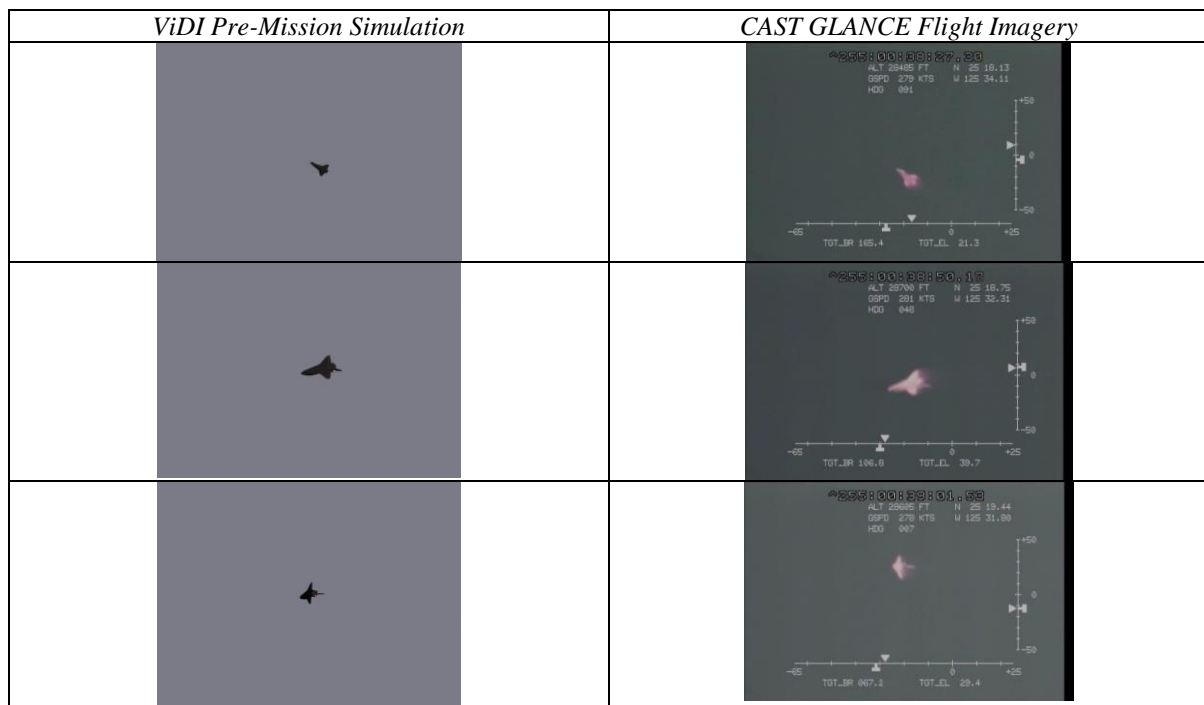 ViDI Pre-Mission Simulation
CAST GLANCE Flight Imagery
^255:00:38:27.30
ALT 28485 FT N 25 18.13
GSPD 279 KTS W 125 34.11
HDG 091
+50
0
-50
-65 0 +25
TGT_BR 165.4 TGT_EL 21.3
^255:00:38:50.17
ALT 28700 FT N 25 18.75
GSPD 281 KTS W 125 32.31
HDG 048
+50
0
-50
-65 0 +25
TGT_BR 106.8 TGT_EL 39.7
^255:00:39:01.53
ALT 28605 FT N 25 19.44
GSPD 278 KTS W 125 31.80
HDG 007
+50
0
-50
-65 0 +25
TGT_BR 067.2 TGT_EL 29.4